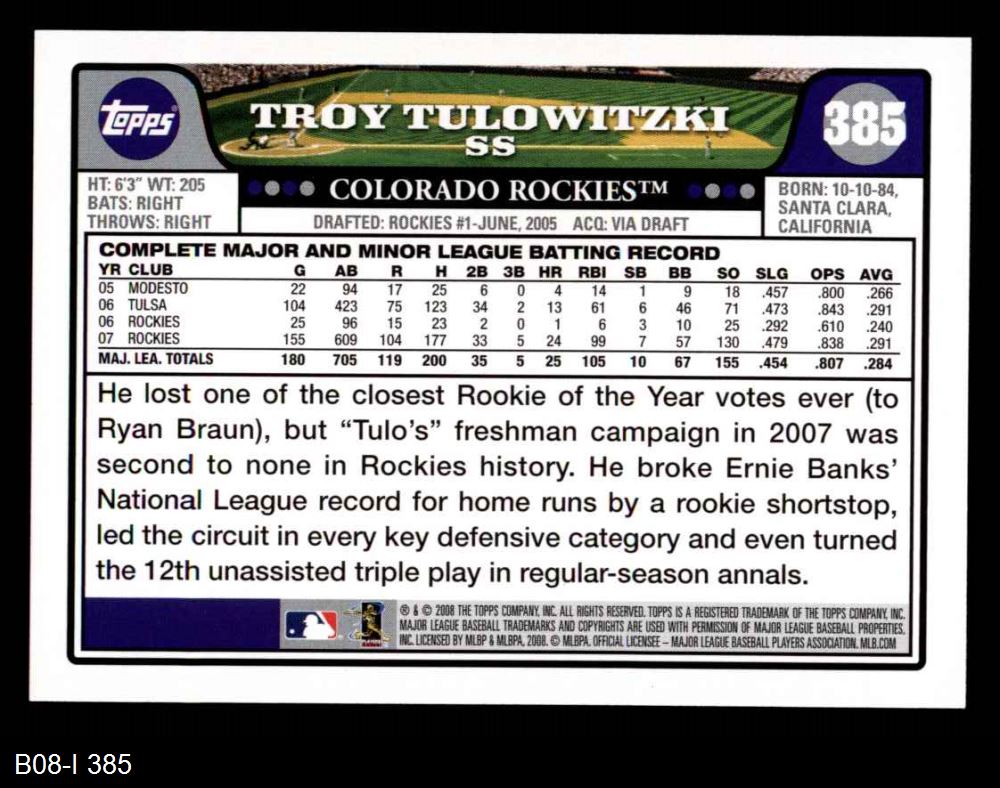 Topps
TROY TULOWITZKI
SS
385
HT: 6'3" WT: 205
BATS: RIGHT
THROWS: RIGHT
COLORADO ROCKIES™
DRAFTED: ROCKIES #1-JUNE, 2005 ACQ: VIA DRAFT
BORN: 10-10-84,
SANTA CLARA,
CALIFORNIA
COMPLETE MAJOR AND MINOR LEAGUE BATTING RECORD
YR CLUB G AB R H 2B 3B HR RBI SB BB SO SLG OPS AVG
05 MODESTO 22 94 17 25 6 0 4 14 1 9 18 .457 .800 .266
06 TULSA 104 423 75 123 34 2 13 61 6 46 71 .473 .843 .291
06 ROCKIES 25 96 15 23 2 0 1 6 3 10 25 .292 .610 .240
07 ROCKIES 155 609 104 177 33 5 24 99 7 57 130 .479 .838 .291
MAJ. LEA. TOTALS 180 705 119 200 35 5 25 105 10 67 155 .454 .807 .284
He lost one of the closest Rookie of the Year votes ever (to
Ryan Braun), but “Tulo’s” freshman campaign in 2007 was
second to none in Rockies history. He broke Ernie Banks’
National League record for home runs by a rookie shortstop,
led the circuit in every key defensive category and even turned
the 12th unassisted triple play in regular-season annals.
® & © 2008 THE TOPPS COMPANY, INC. ALL RIGHTS RESERVED. TOPPS IS A REGISTERED TRADEMARK OF THE TOPPS COMPANY, INC.
MAJOR LEAGUE BASEBALL TRADEMARKS AND COPYRIGHTS ARE USED WITH PERMISSION OF MAJOR LEAGUE BASEBALL PROPERTIES,
INC. LICENSED BY MLBP & MLBPA, 2008. © MLBPA. OFFICIAL LICENSEE – MAJOR LEAGUE BASEBALL PLAYERS ASSOCIATION. MLB.COM
B08-I 385